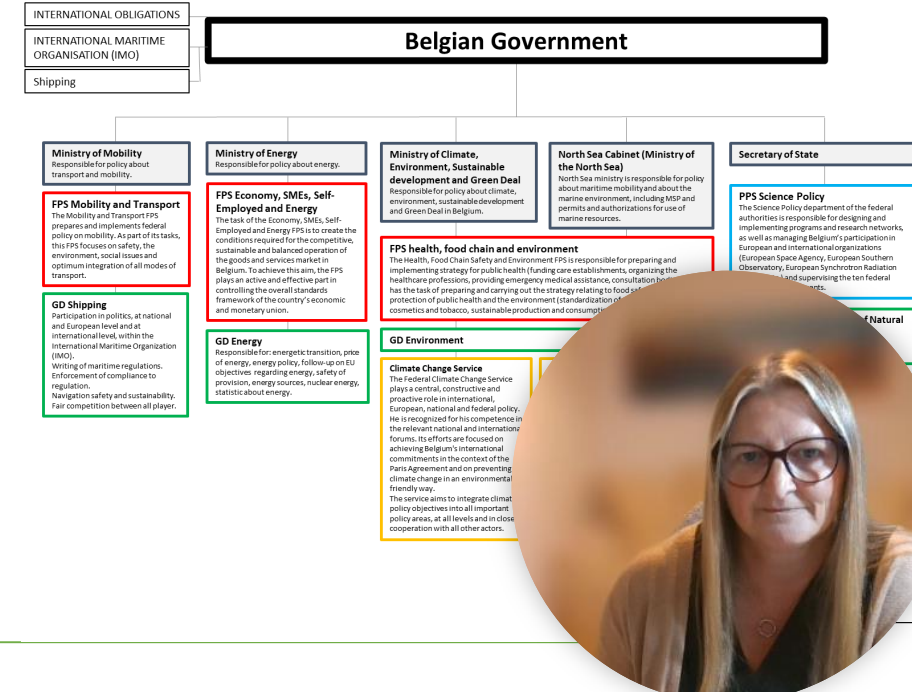 INTERNATIONAL OBLIGATIONS
INTERNATIONAL MARITIME
ORGANISATION (IMO)
Shipping
Belgian Government
Ministry of Mobility
Responsible for policy about
transport and mobility.
FPS Mobility and Transport
The Mobility and Transport FPS
prepares and implements federal
policy on mobility. As part of its tasks,
this FPS focuses on safety, the
environment, social issues and
optimum integration of all modes of
transport.
GD Shipping
Participation in politics, at national
and European level and at
international level, within the
International Maritime Organization
(IMO).
Writing of maritime regulations.
Enforcement of compliance to
regulation.
Navigation safety and sustainability.
Fair competition between all player.
Ministry of Energy
Responsible for policy about energy.
FPS Economy, SMEs, Self-
Employed and Energy
The task of the Economy, SMEs, Self-
Employed and Energy FPS is to create the
conditions required for the competitive,
sustainable and balanced operation of
the goods and services market in
Belgium. To achieve this aim, the FPS
plays an active and effective part in
controlling the overall standards
framework of the country's economic
and monetary union.
GD Energy
Responsible for: energetic transition, price
of energy, energy policy, follow-up on EU
objectives regarding energy, safety of
provision, energy sources, nuclear energy,
statistic about energy.
Ministry of Climate,
Environment, Sustainable
development and Green Deal
Responsible for policy about climate,
environment, sustainable development
and Green Deal in Belgium.
North Sea Cabinet (Ministry of
the North Sea)
North Sea ministry is responsible for policy
about maritime mobility and about the
marine environment, including MSP and
permits and authorizations for use of
marine resources.
FPS health, food chain and environment
The Health, Food Chain Safety and Environment FPS is responsible for preparing and
implementing strategy for public health (funding care establishments, organizing the
healthcare professions, providing emergency medical assistance, consultation
has the task of preparing and carrying out the strategy relating to food
protection of public health and the environment (standardization of
cosmetics and tobacco, sustainable production and
GD Environment
Climate Change Service
The Federal Climate Change Service
plays a central, constructive and
proactive role in international,
European, national and federal policy.
He is recognized for his competence in
the relevant national and international
forums. Its efforts are focused on
achieving Belgium's international
commitments in the context of the
Paris Agreement and on preventing
climate change in an environmental
friendly way.
The service aims to integrate climat
policy objectives into all important
policy areas, at all levels and in close
cooperation with all other actors.
Secretary of State
PPS Science Policy
The Science Policy department of the federal
authorities is responsible for designing and
implementing programs and research networks,
as well as managing Belgium's participation in
European and international organizations
(European Space Agency, European Southern
Observatory, European Synchrotron Radiation
and supervising the ten federal
of Natural